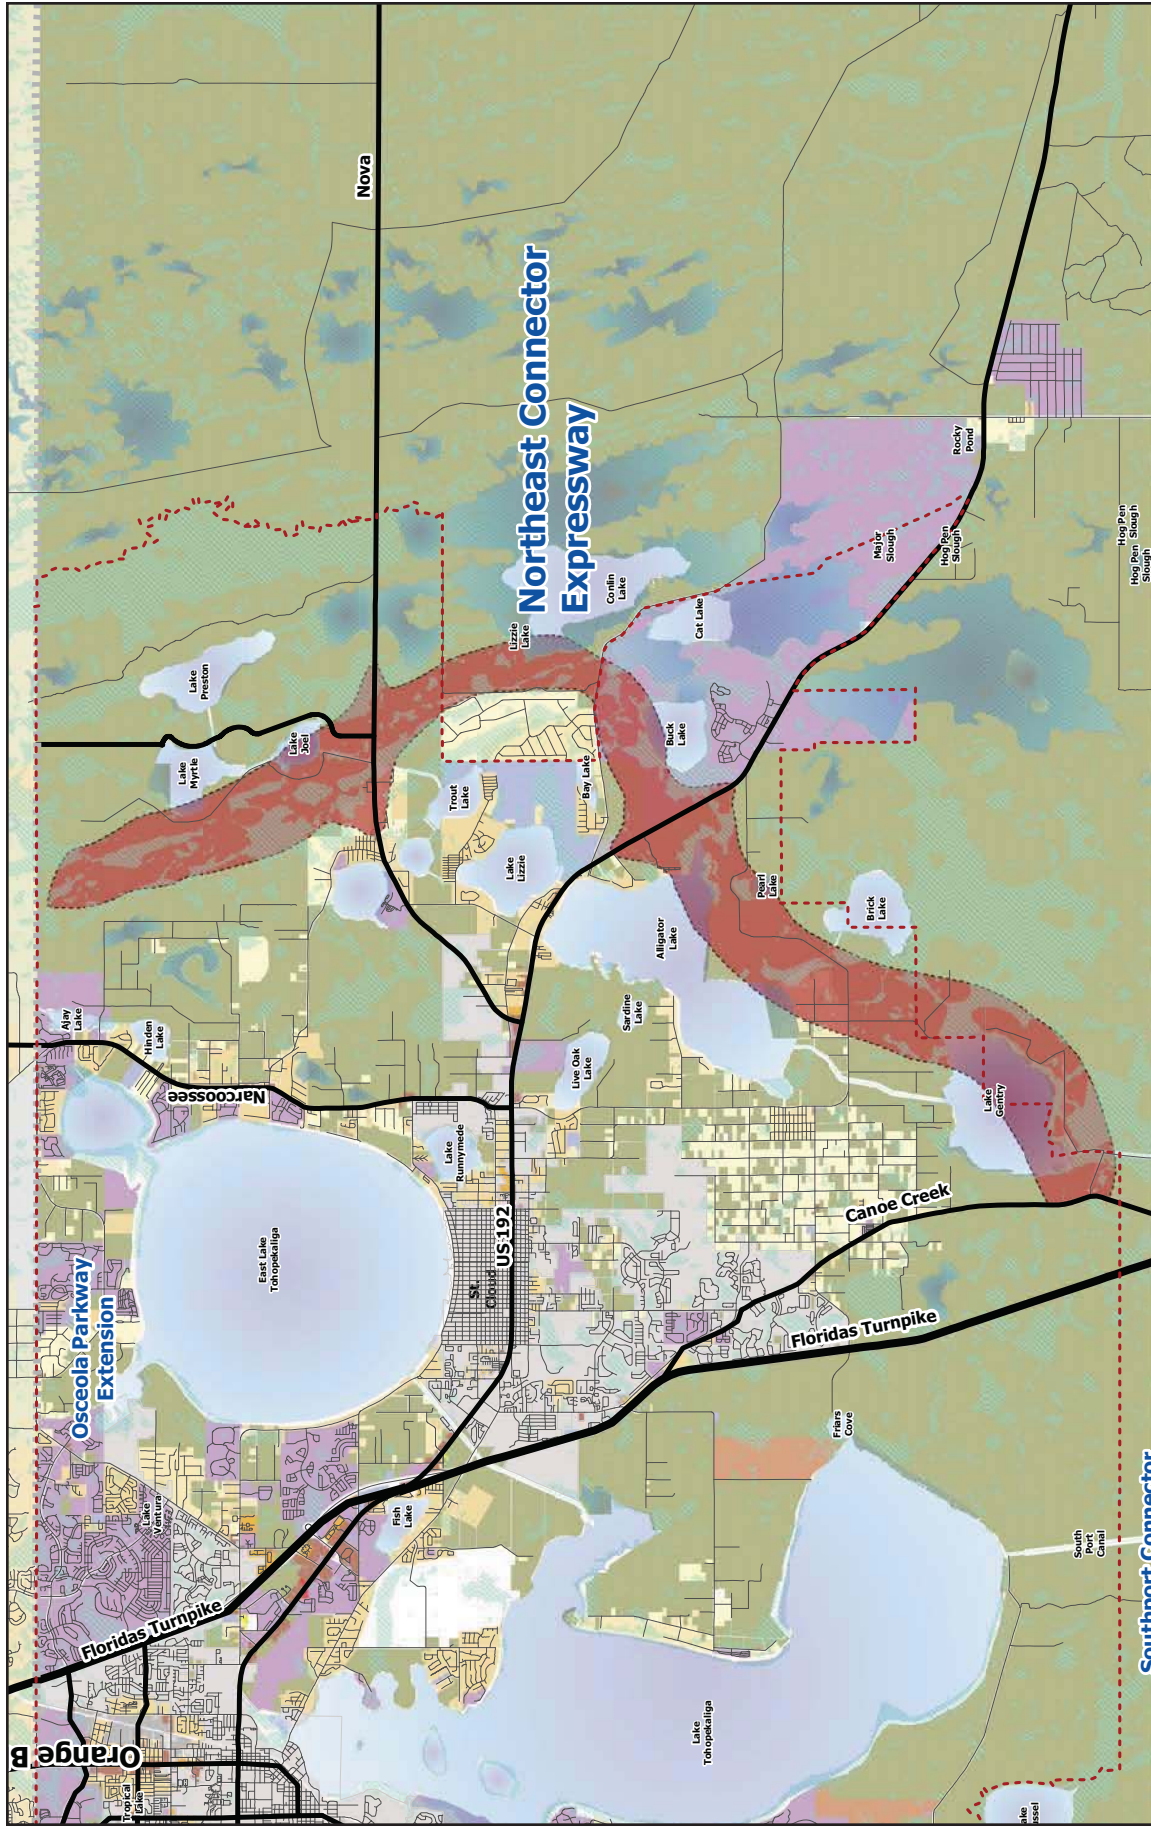 Nova
Northeast Connector
Expressway
Rocky
Pond
Major
Slough
Hog Pen
Slough
Hog Pen
Slough
Hog Pen
Slough
Conlin
Lake
Cat Lake
Lizzie
Lake
Lake
Preston
Lake
Joel
Lake
Myrtle
Buck
Lake
Bay Lake
Trout
Lake
Lake
Lizzie
Pearl
Lake
Brick
Lake
Alligator
Lake
Sardine
Lake
Live Oak
Lake
Ajay
Lake
Hinden
Lake
Narcoossee
Lake
Runnymede
Lake
Gentry
Canoe Creek
US 192
St.
Cloud
East Lake
Tohopekaliga
Osceola Parkway
Extension
Floridas Turnpike
Friars
Cove
Fish
Lake
Lake
Ventura
South
Port
Canal
Southport Connector
Floridas Turnpike
Lake
Tohopekaliga
Orange B
Tropical
Lake
ake
ussel